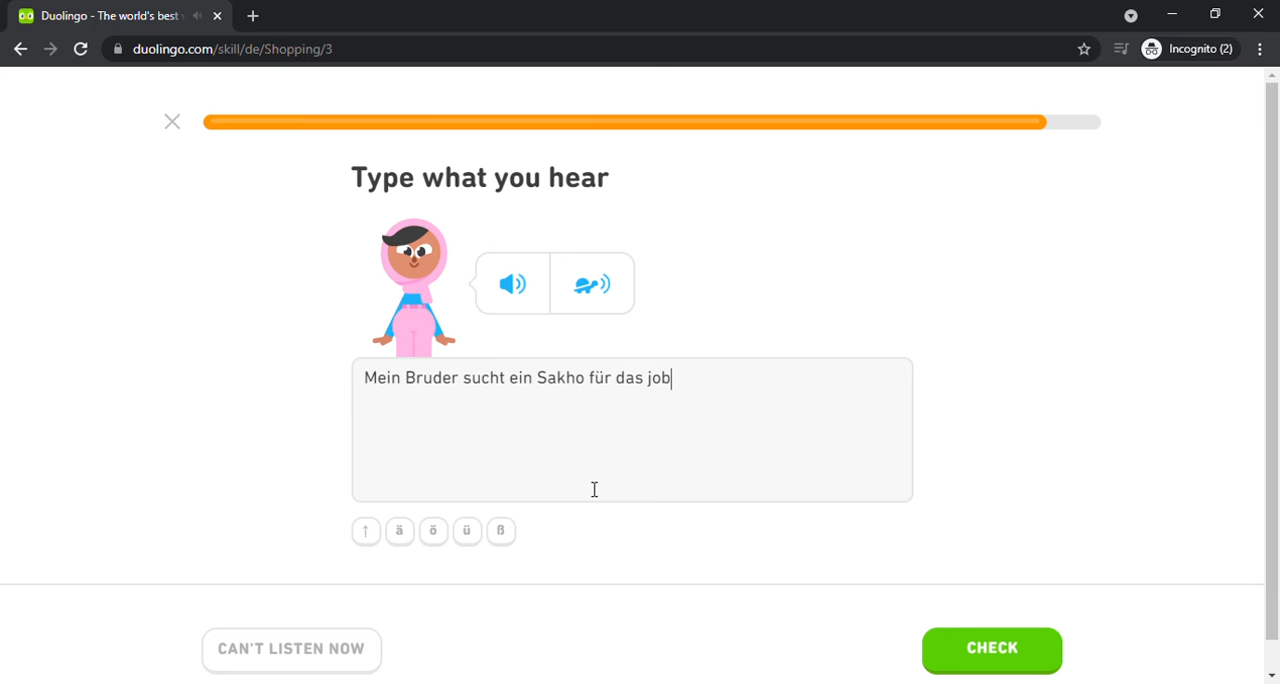 Duolingo - The world's best
duolingo.com/skill/de/Shopping/3
Incognito (2)
Type what you hear
Mein Bruder sucht ein Sakho für das job
↑ ä ö ü ß
CAN'T LISTEN NOW
CHECK